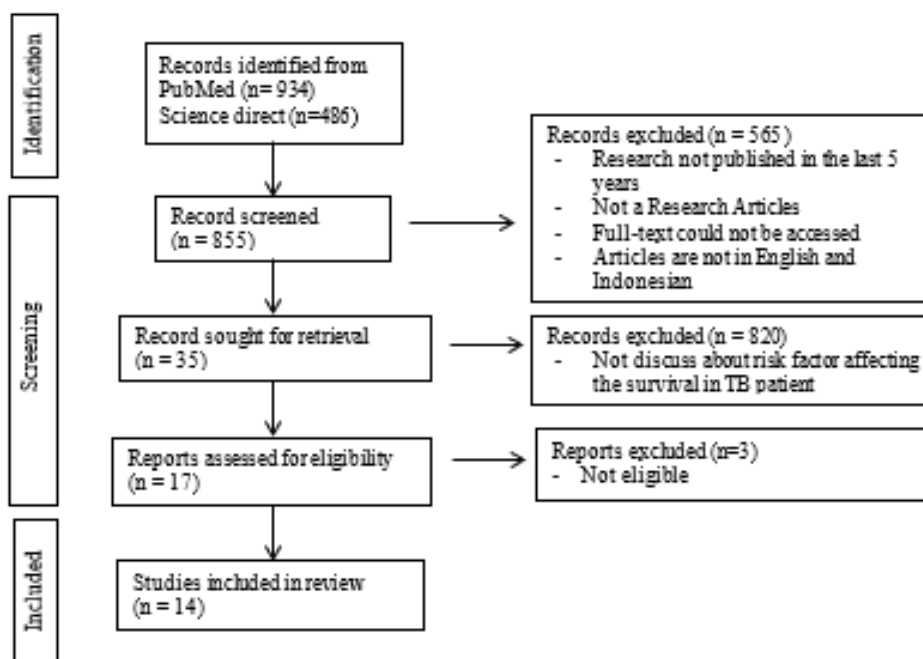 Identification
Records identified from
PubMed (n= 934)
Science direct (n=486)
Records excluded (n = 565)
- Research not published in the last 5
years
- Not a Research Articles
- Full-text could not be accessed
- Articles are not in English and
Indonesian
Screening
Record screened
(n = 855)
Record sought for retrieval
(n = 35)
Records excluded (n = 820)
- Not discuss about risk factor affecting
the survival in TB patient
Reports assessed for eligibility
(n = 17)
Reports excluded (n=3)
- Not eligible
Included
Studies included in review
(n = 14)